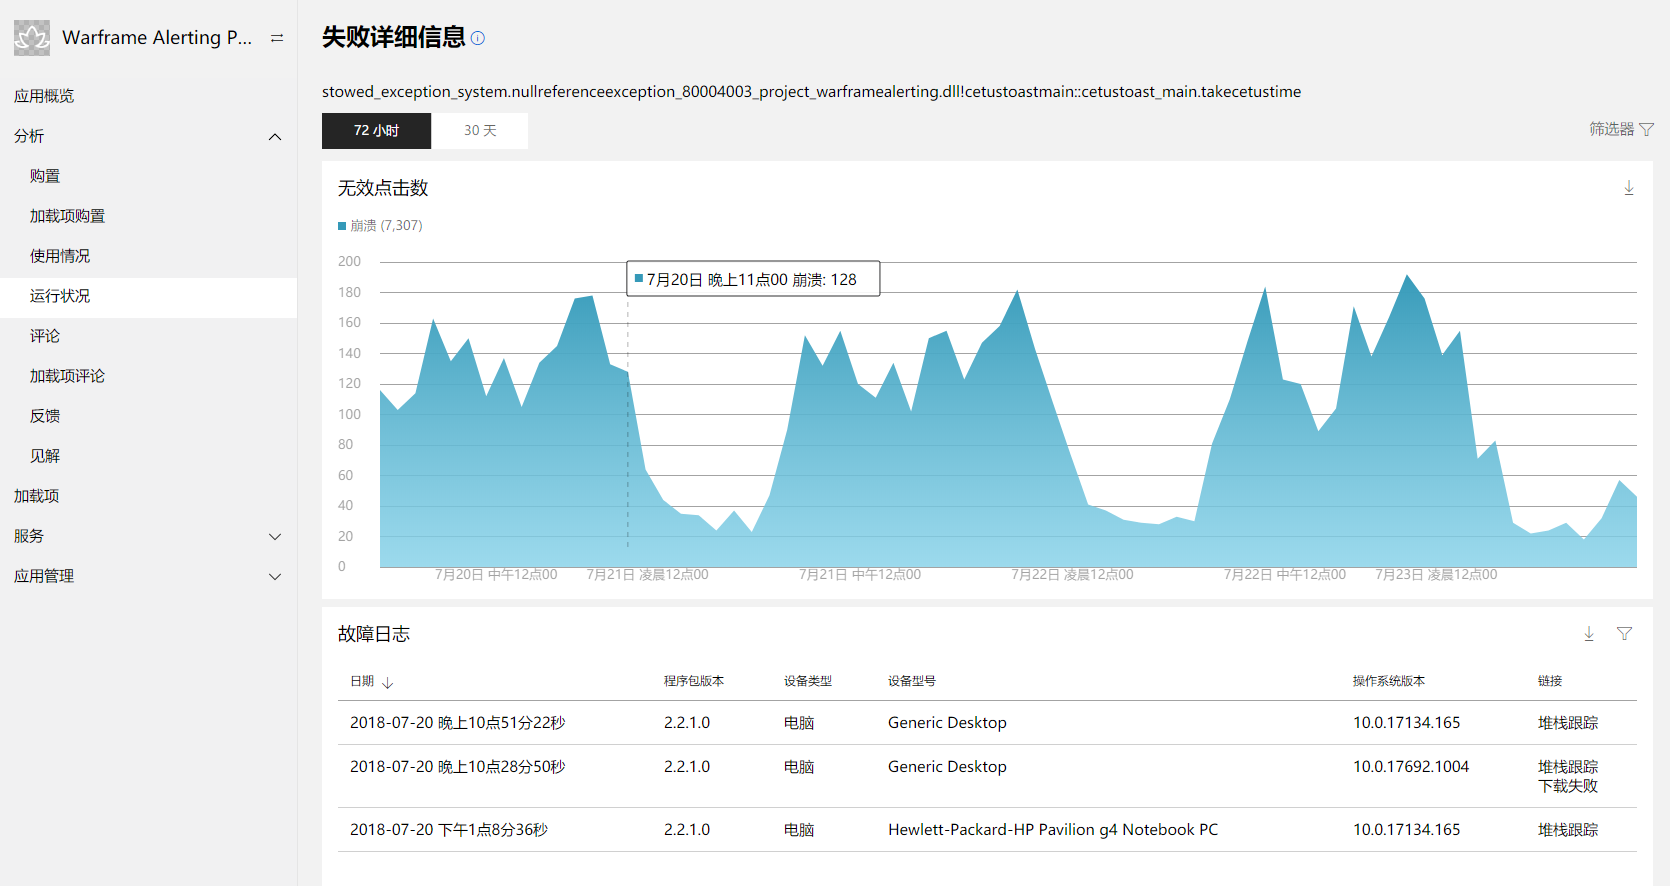 Warframe Alerting P...
应用概览
分析
购置
加载项购置
使用情况
运行状况
评论
加载项评论
反馈
见解
加载项
服务
应用管理
失败详细信息
stowed_exception_system.nullreferenceexception_80004003_project_warframealerting.dll!cetustoastmain::cetustoast_main.takecetustime
72 小时 30 天
筛选器
无效点击数
崩溃 (7,307)
7月20日 晚上11点00 崩溃: 128
200
180
160
140
120
100
80
60
40
20
0
7月20日 中午12点00 7月21日 凌晨12点00 7月21日 中午12点00 7月22日 凌晨12点00 7月22日 中午12点00 7月23日 凌晨12点00
故障日志
日期 程序包版本 设备类型 设备型号 操作系统版本 链接
2018-07-20 晚上10点51分22秒 2.2.1.0 电脑 Generic Desktop 10.0.17134.165 堆栈跟踪
2018-07-20 晚上10点28分50秒 2.2.1.0 电脑 Generic Desktop 10.0.17692.1004 堆栈跟踪
下载失败
2018-07-20 下午1点8分36秒 2.2.1.0 电脑 Hewlett-Packard-HP Pavilion g4 Notebook PC 10.0.17134.165 堆栈跟踪